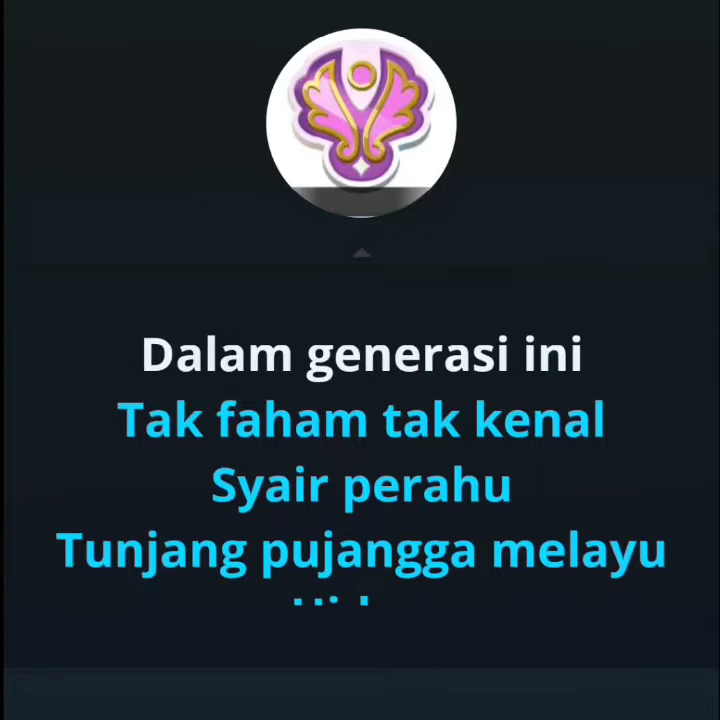 Dalam generasi ini
Tak faham tak kenal
Syair perahu
Tunjang pujangga melayu